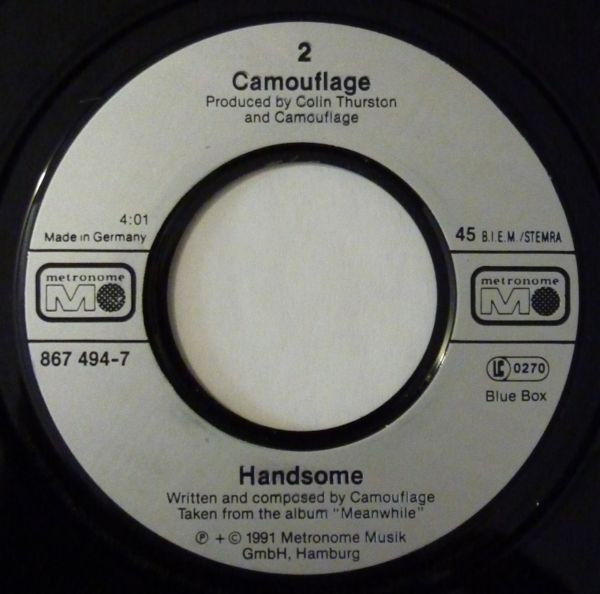 2
Camouflage
Produced by Colin Thurston
and Camouflage
4:01
Made in Germany
45 B.I.E.M./STEMRA
metronome
M
metronome
M
867 494-7
LC 0270
Blue Box
Handsome
Written and composed by Camouflage
Taken from the album "Meanwhile"
℗ + © 1991 Metronome Musik
GmbH, Hamburg